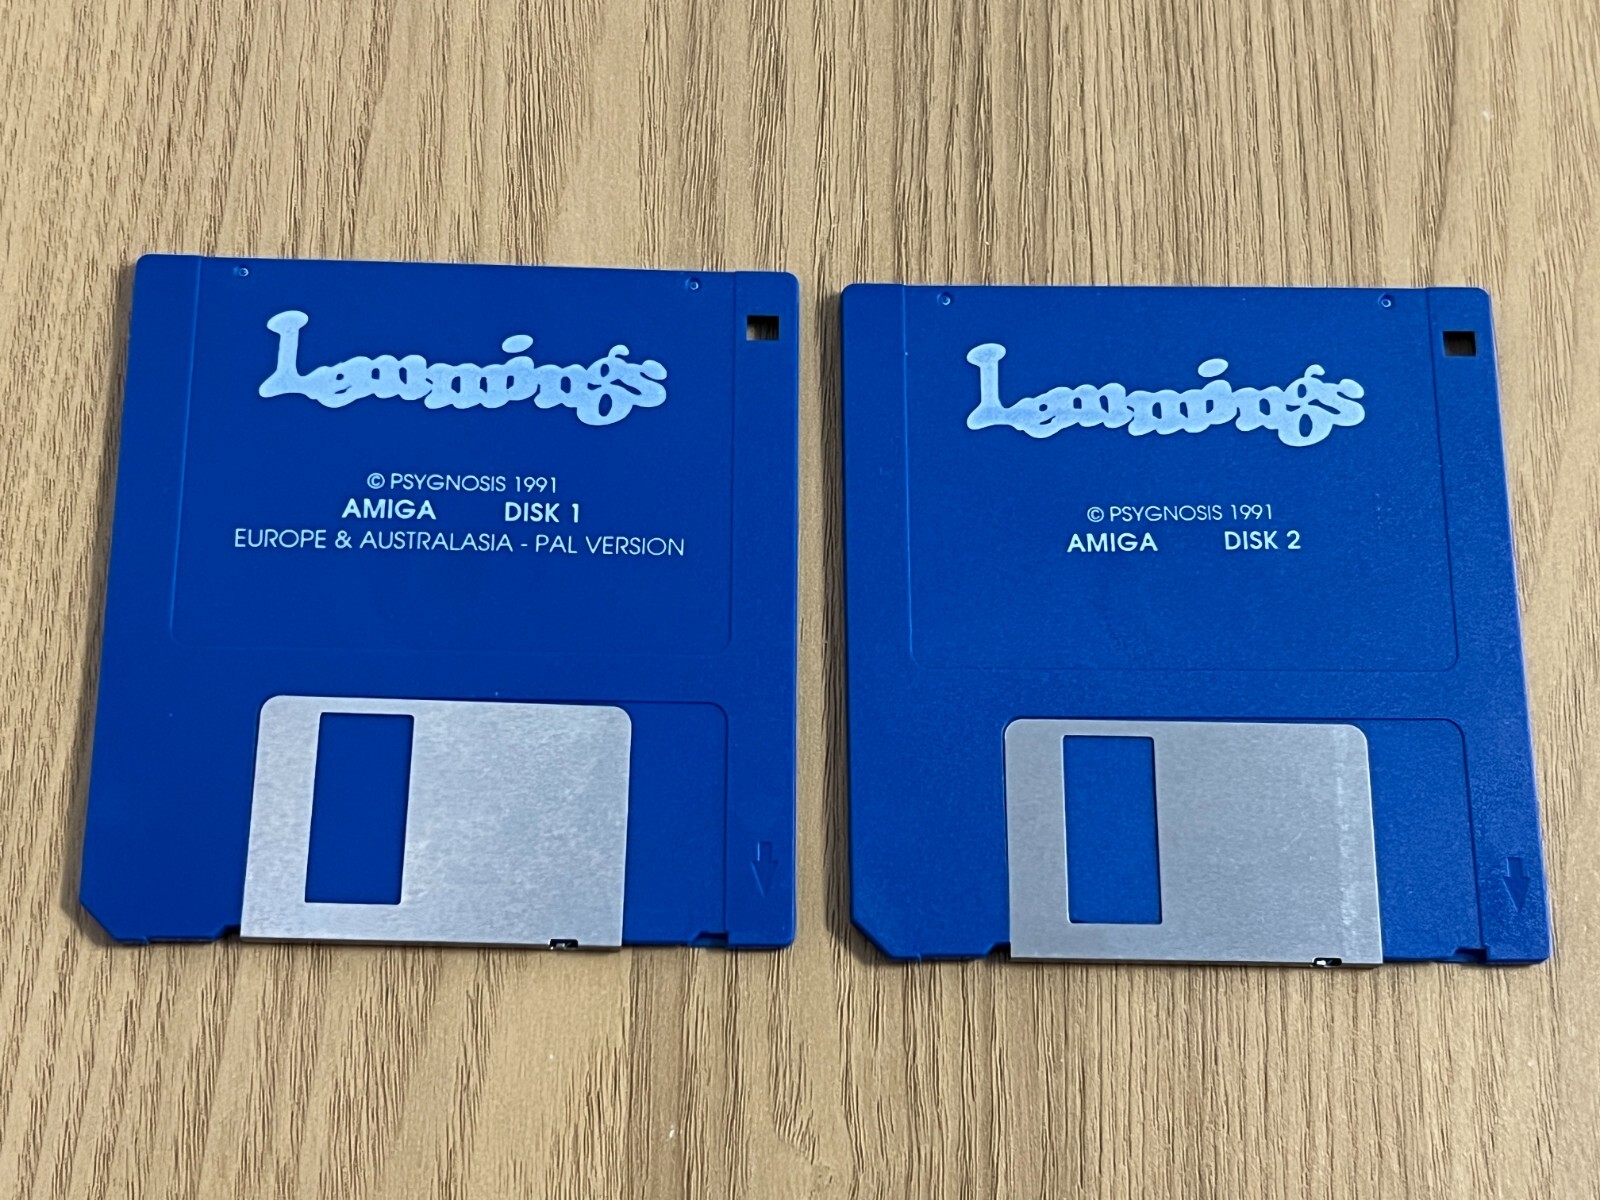 Lemmings
© PSYGNOSIS 1991
AMIGA DISK 1
EUROPE & AUSTRALASIA - PAL VERSION
Lemmings
© PSYGNOSIS 1991
AMIGA DISK 2